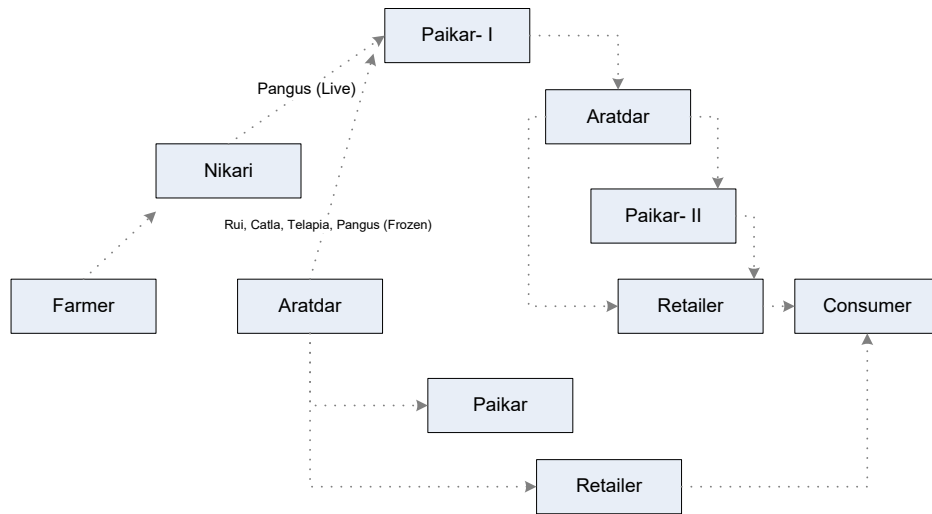 Paikar- I
Pangus (Live)
Aratdar
Nikari
Paikar- II
Rui, Catla, Telapia, Pangus (Frozen)
Farmer
Aratdar
Retailer
Consumer
Paikar
Retailer